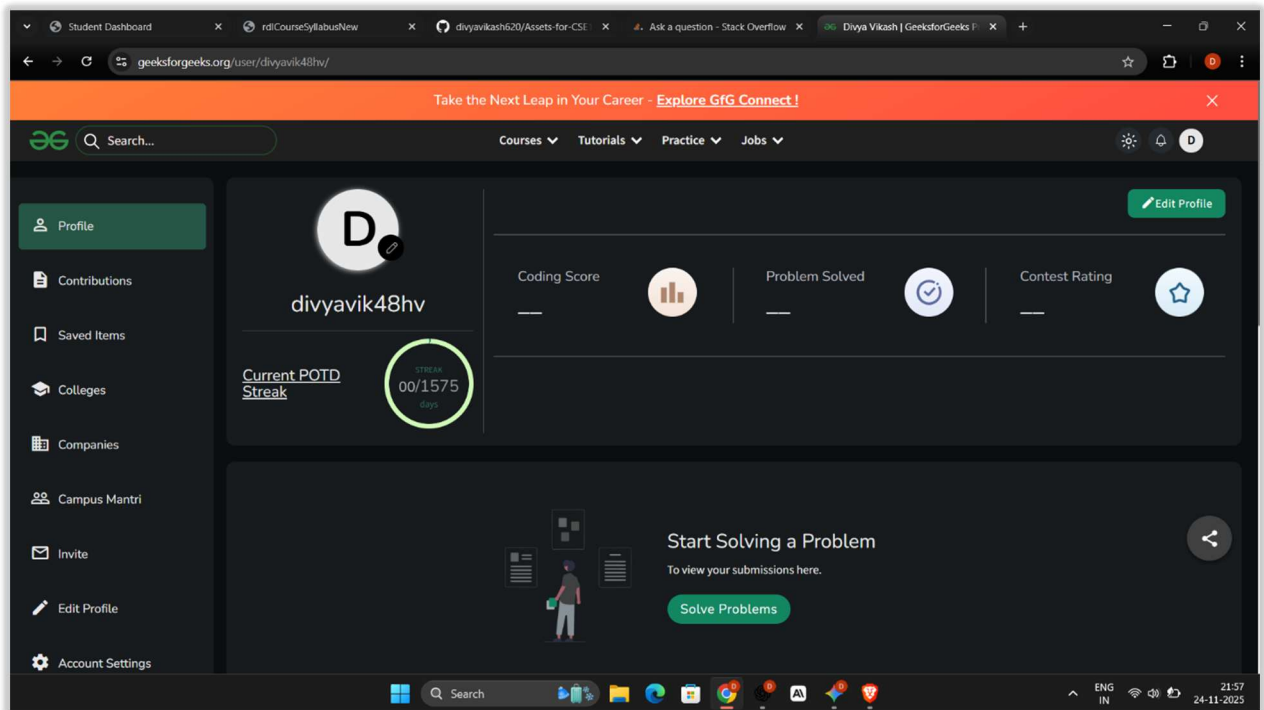 Student Dashboard
rdlCourseSyllabusNew
divyavikash620/Assets-for-CSE
Ask a question - Stack Overflow
Divya Vikash | GeeksforGeeks P
geeksforgeeks.org/user/divyavik48hv/
D
Take the Next Leap in Your Career - Explore GfG Connect !
Search...
Courses
Tutorials
Practice
Jobs
D
Profile
Contributions
Saved Items
Colleges
Companies
Campus Mantri
Invite
Edit Profile
Account Settings
D
divyavik48hv
Current POTD
Streak
STREAK
00/1575
days
Edit Profile
Coding Score
__
Problem Solved
__
Contest Rating
__
Start Solving a Problem
To view your submissions here.
Solve Problems
Search
ENG
IN
21:57
24-11-2025